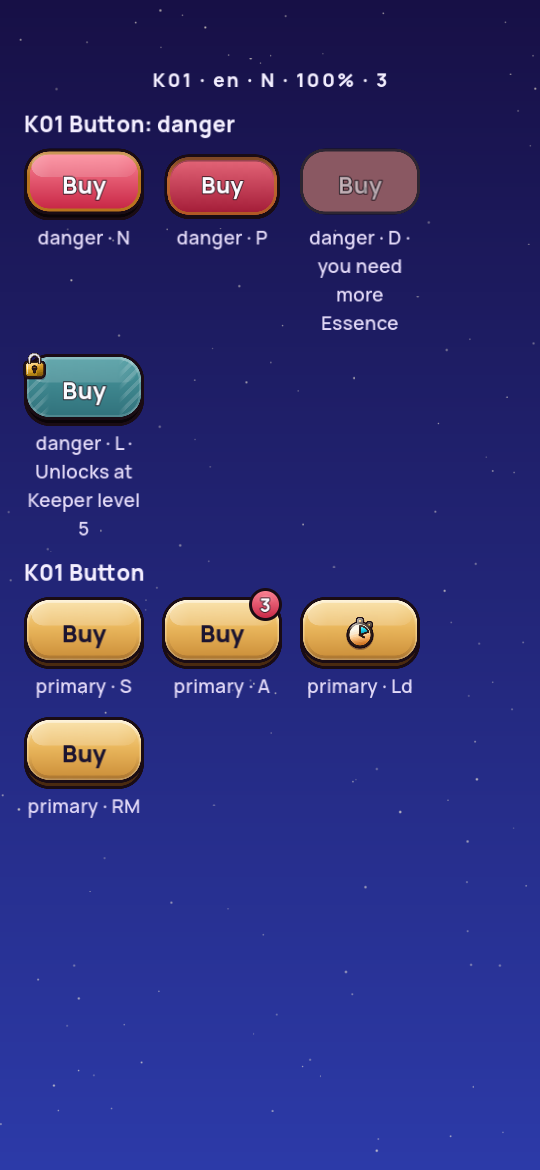 K01 · en · N · 100% · 3
K01 Button: danger
Buy
Buy
Buy
danger · N
danger · P
danger · D ·
you need
more
Essence
Buy
danger · L ·
Unlocks at
Keeper level
5
K01 Button
Buy
Buy
3
primary · S
primary · A
primary · Ld
Buy
primary · RM